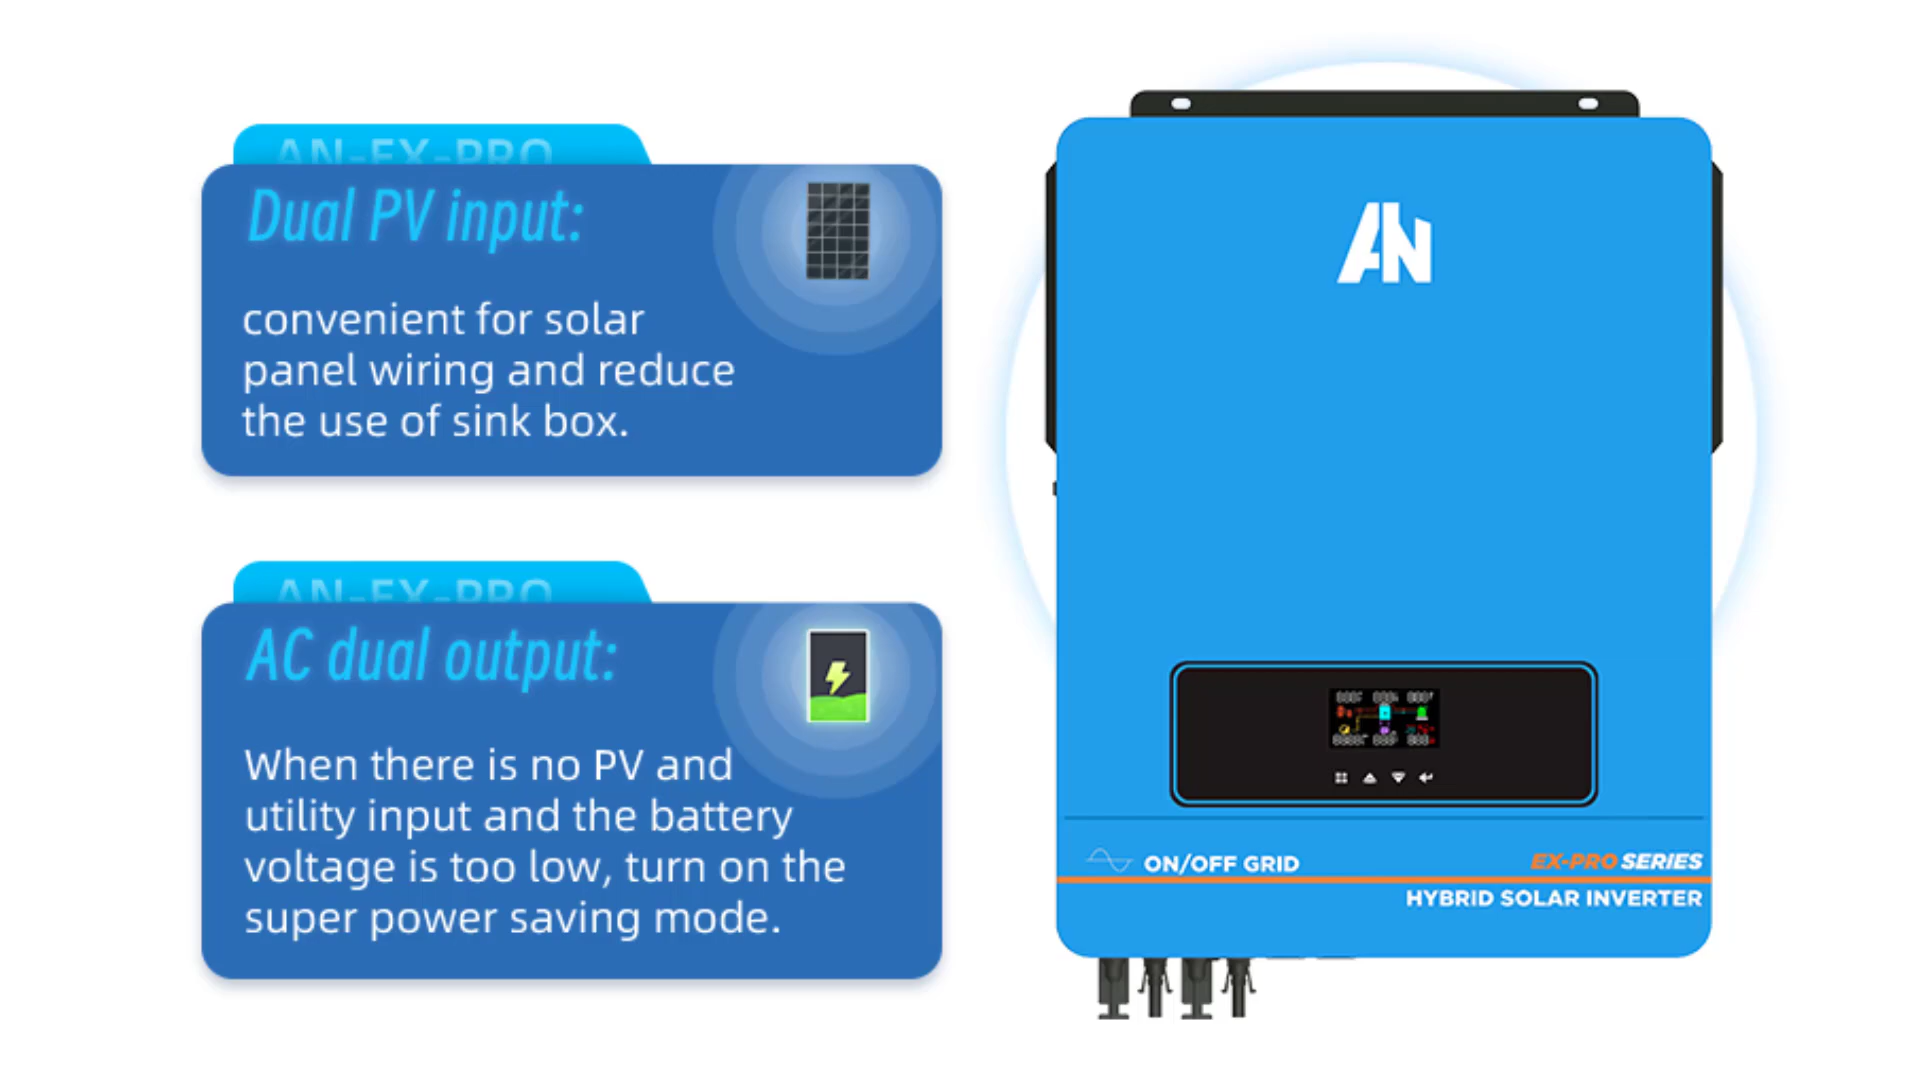 AN-EX-PRO
Dual PV input:
convenient for solar
panel wiring and reduce
the use of sink box.
AN-EX-PRO
AC dual output:
When there is no PV and
utility input and the battery
voltage is too low, turn on the
super power saving mode.
AN
ON/OFF GRID
EX-PRO SERIES
HYBRID SOLAR INVERTER